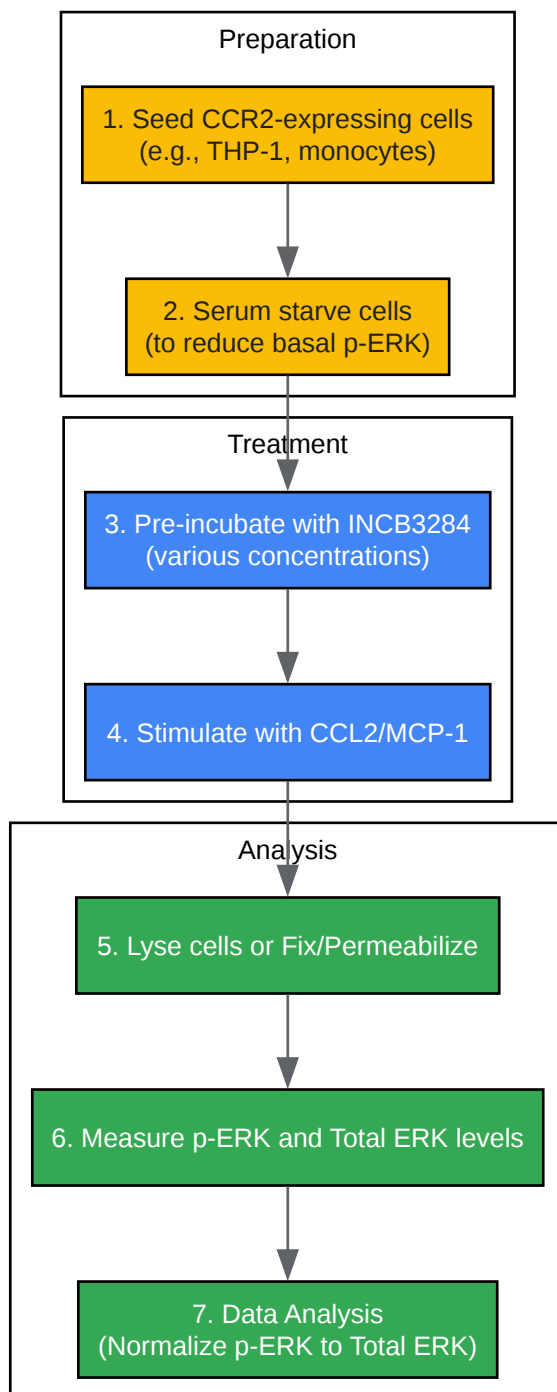 Preparation
1. Seed CCR2-expressing cells
(e.g., THP-1, monocytes)
2. Serum starve cells
(to reduce basal p-ERK)
Treatment
3. Pre-incubate with INCB3284
(various concentrations)
4. Stimulate with CCL2/MCP-1
Analysis
5. Lyse cells or Fix/Permeabilize
6. Measure p-ERK and Total ERK levels
7. Data Analysis
(Normalize p-ERK to Total ERK)